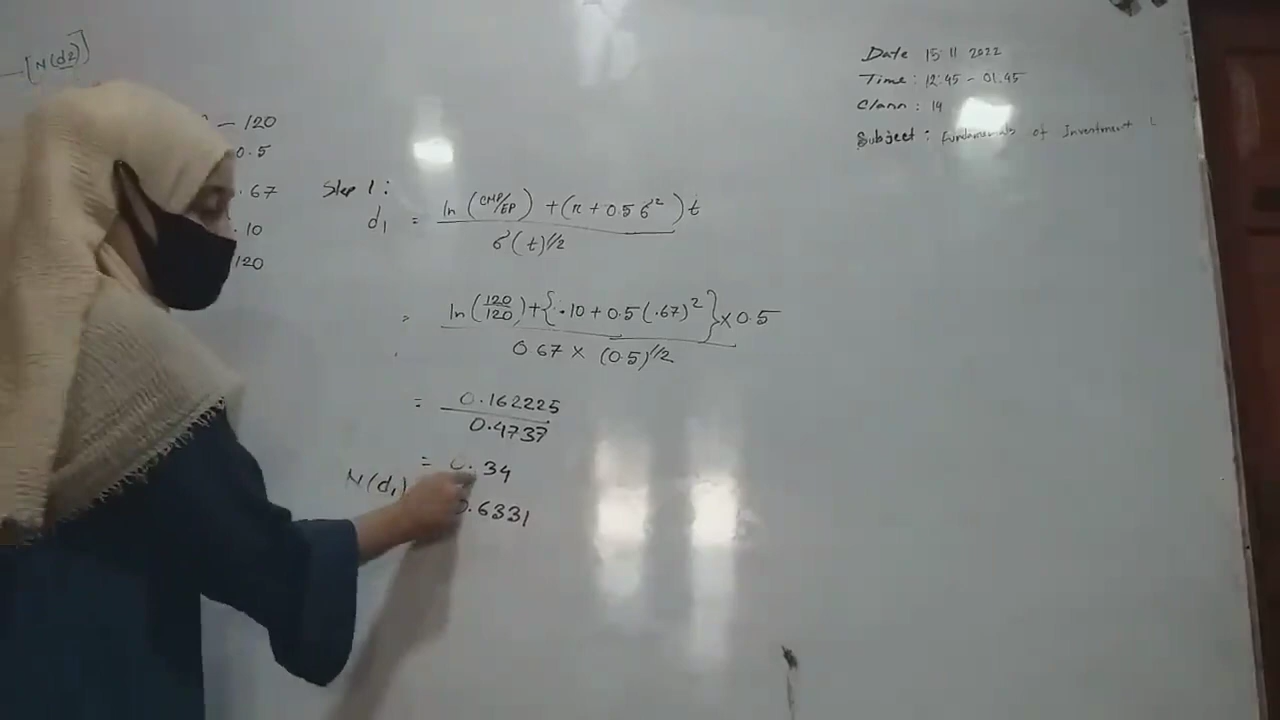 [N(d2)]
Date 15 11 2022
Time : 12:45 - 01.45
Class : 14
Subject : Fundamentals of Investment
- 120
0.5
.67
.10
120
Step 1 :
d₁ = ln (CMP/EP) + (r + 0.5 σ²) t
σ (t)^1/2
= ln (120/120) + {.10 + 0.5 (.67)²} × 0.5
0.67 × (0.5)^1/2
= 0.162225
0.4737
= 0.34
N(d₁) 0.6331